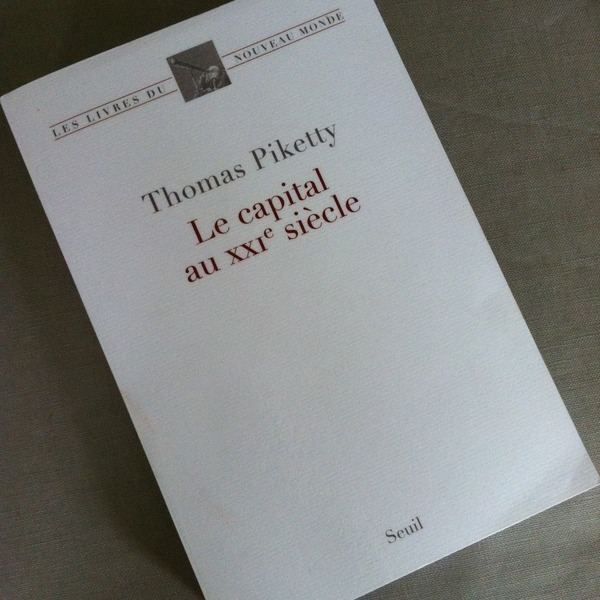 LES LIVRES DU NOUVEAU MONDE
Thomas Piketty
Le capital
au XXIe siècle
Seuil